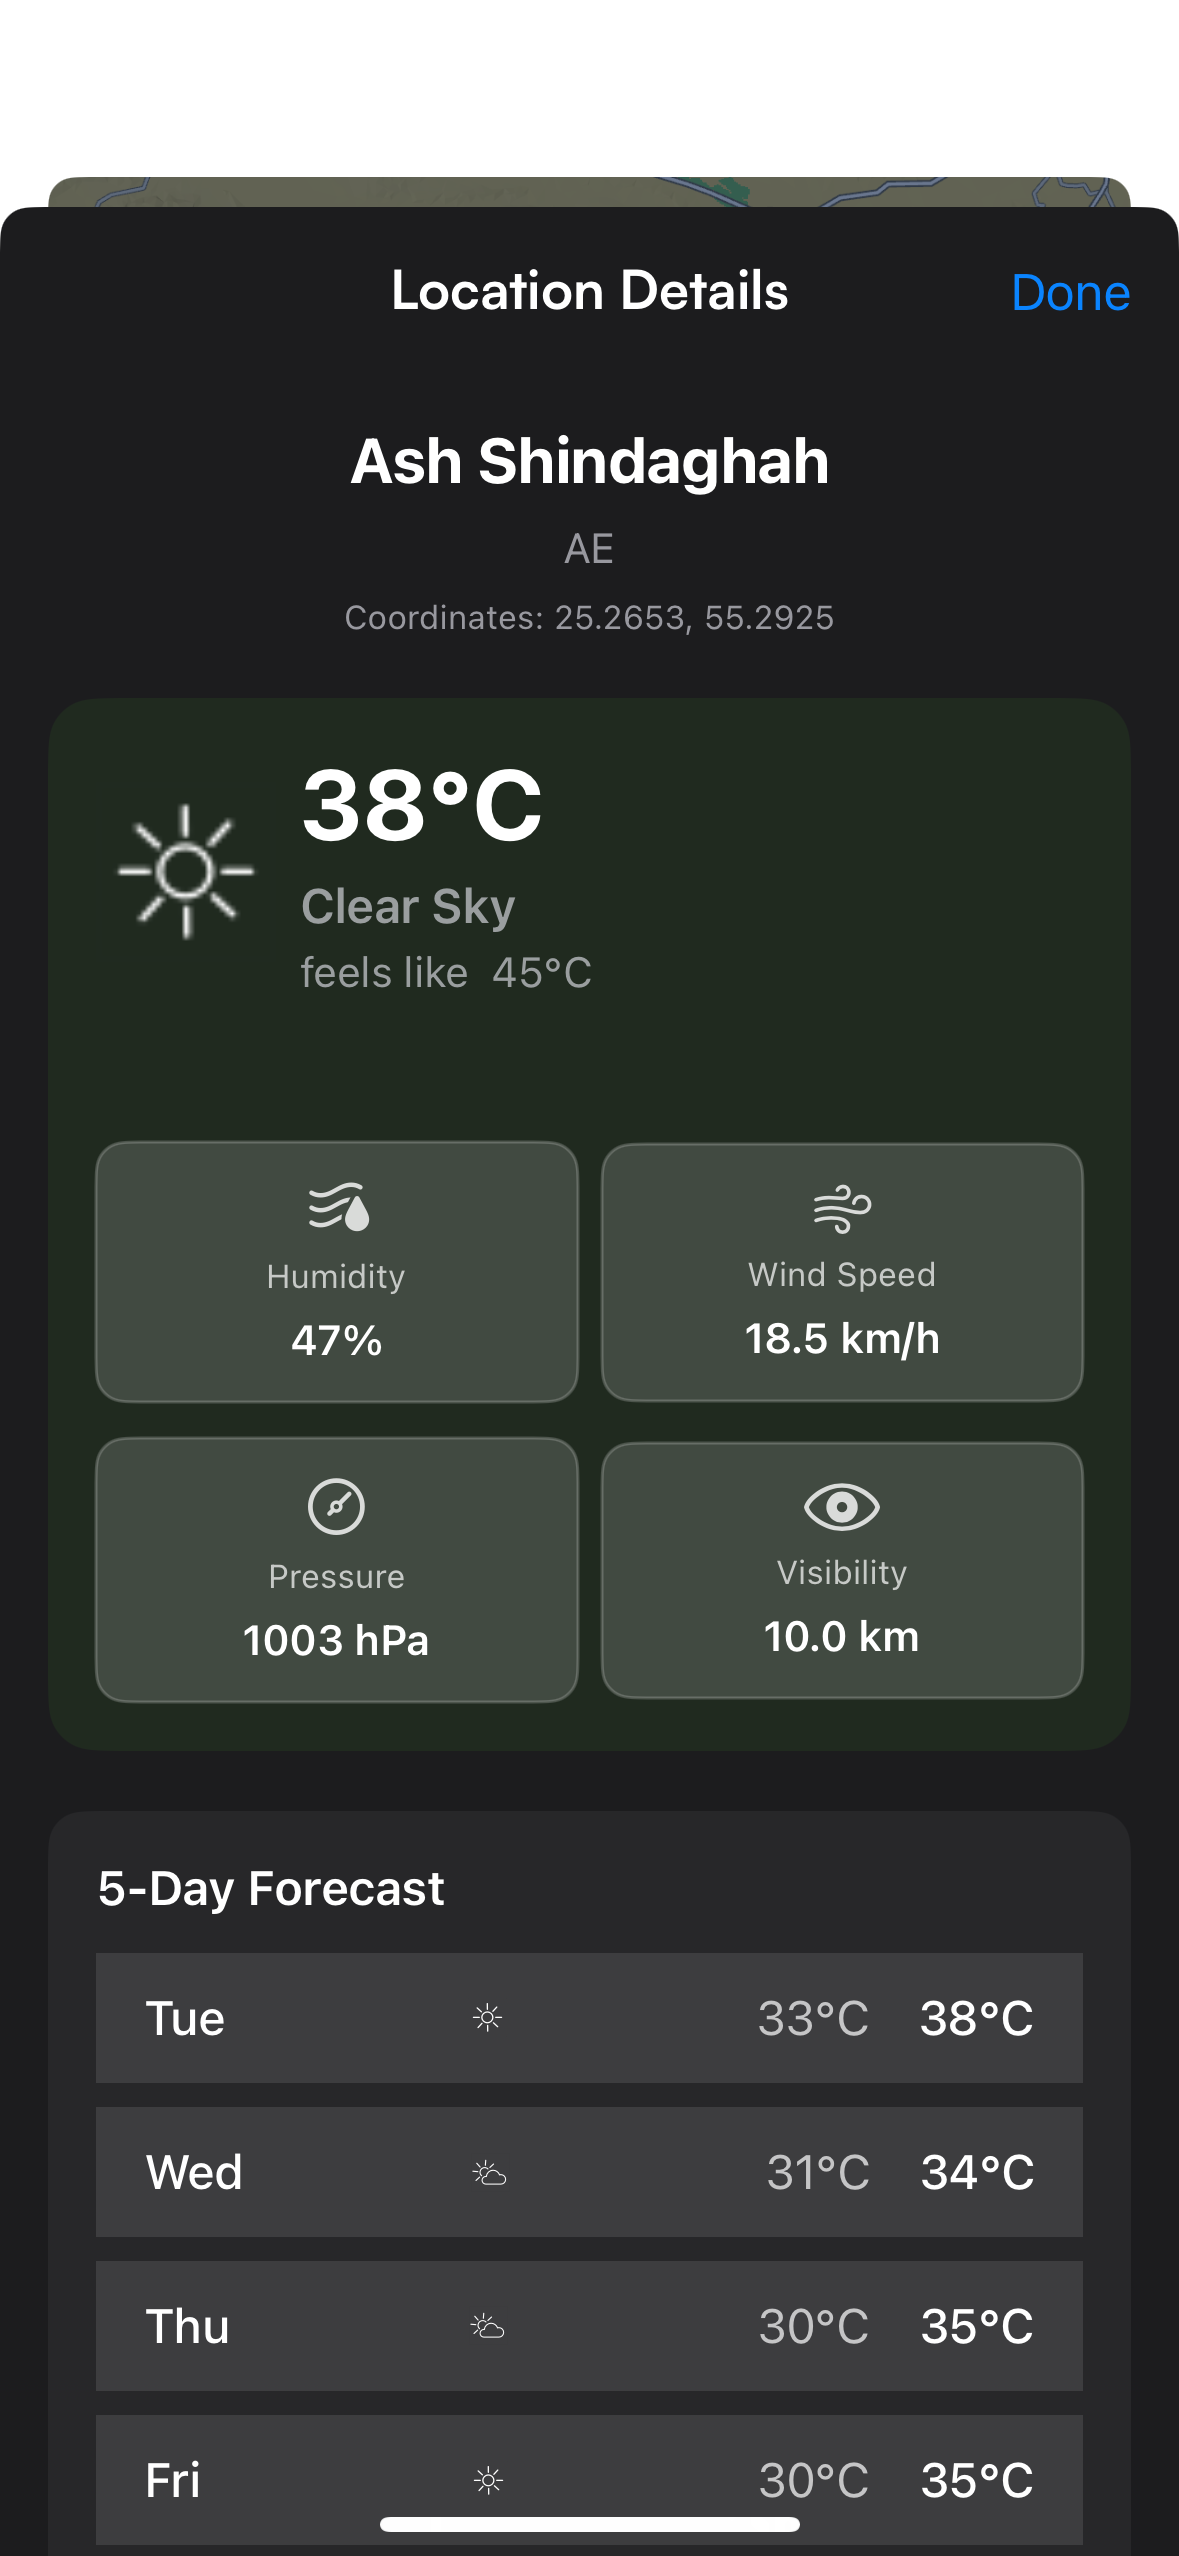 Location Details
Done
Ash Shindaghah
AE
Coordinates: 25.2653, 55.2925
38°C
Clear Sky
feels like 45°C
Humidity
47%
Wind Speed
18.5 km/h
Pressure
1003 hPa
Visibility
10.0 km
5-Day Forecast
Tue 33°C 38°C
Wed 31°C 34°C
Thu 30°C 35°C
Fri 30°C 35°C